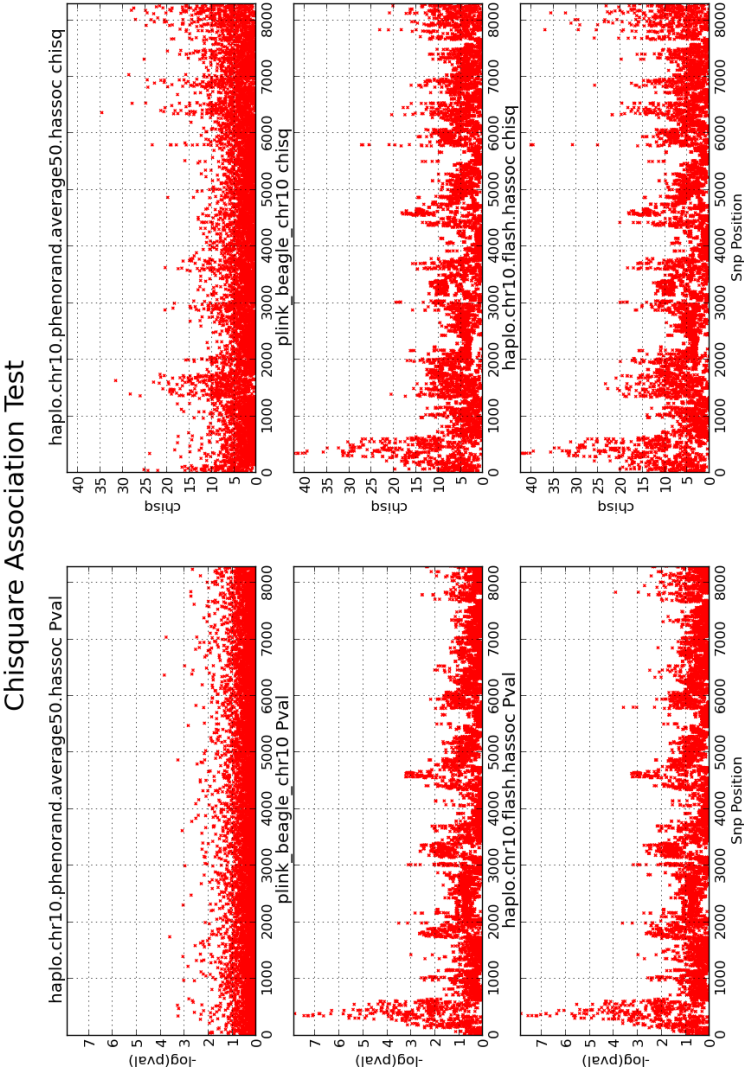 Chisquare Association Test
haplo.chr10.phenorand.average50.hassoc Pval
-log(pval)
7
6
5
4
3
2
1
0
0 1000 2000 3000 4000 5000 6000 7000 8000
haplo.chr10.phenorand.average50.hassoc chisq
chisq
40
35
30
25
20
15
10
5
0
0 1000 2000 3000 4000 5000 6000 7000 8000
plink_beagle_chr10 Pval
-log(pval)
7
6
5
4
3
2
1
0
0 1000 2000 3000 4000 5000 6000 7000 8000
plink_beagle_chr10 chisq
chisq
40
35
30
25
20
15
10
5
0
0 1000 2000 3000 4000 5000 6000 7000 8000
haplo.chr10.flash.hassoc Pval
-log(pval)
7
6
5
4
3
2
1
0
0 1000 2000 3000 4000 5000 6000 7000 8000
Snp Position
haplo.chr10.flash.hassoc chisq
chisq
40
35
30
25
20
15
10
5
0
0 1000 2000 3000 4000 5000 6000 7000 8000
Snp Position